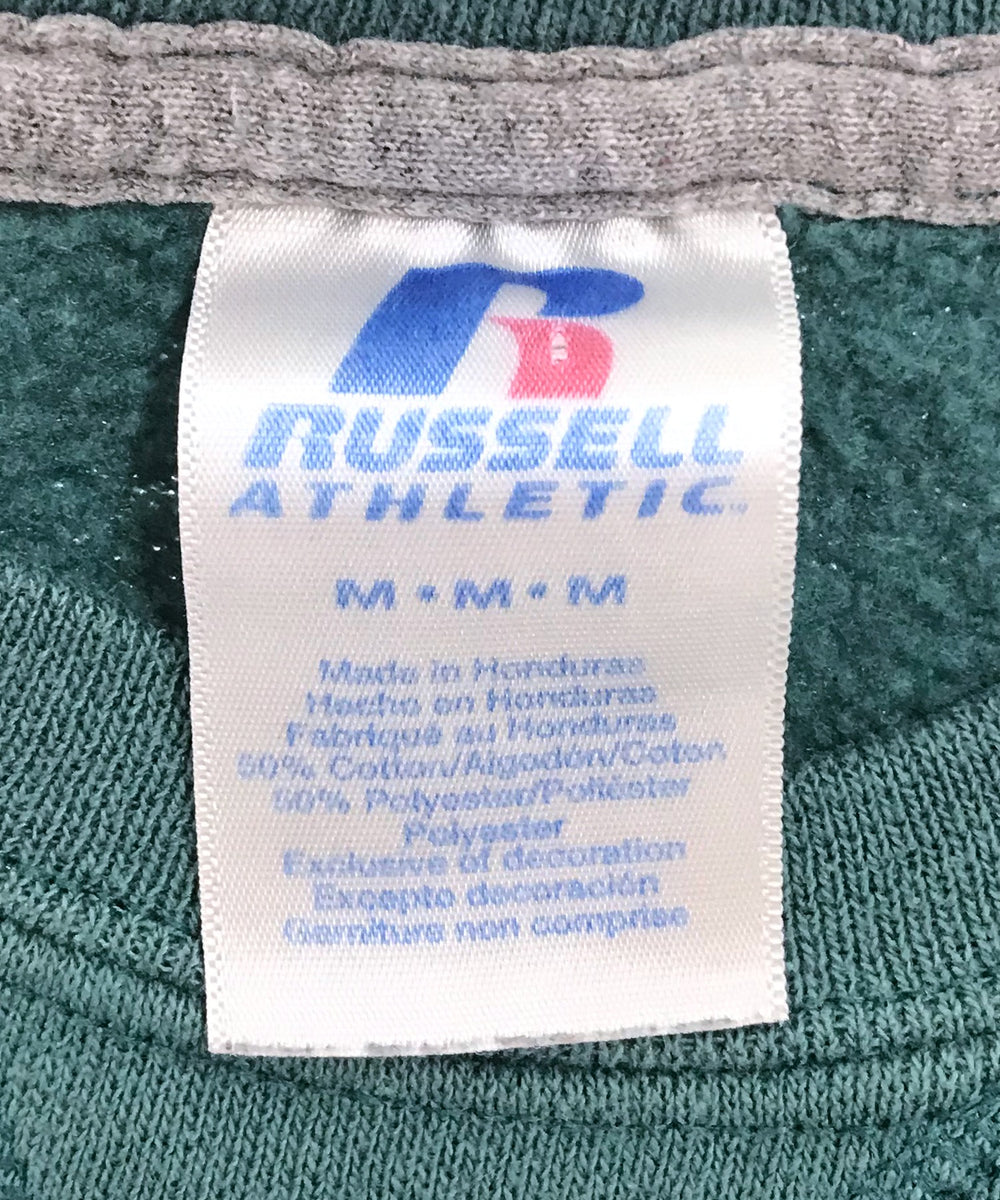 RUSSELL
ATHLETIC
M • M • M
Made in Honduras
Hecho en Honduras
Fabriqué au Honduras
50% Cotton/Algodón/Coton
50% Polyester/Poliéster
Polyester
Exclusive of decoration
Excepto decoración
Garniture non comprise